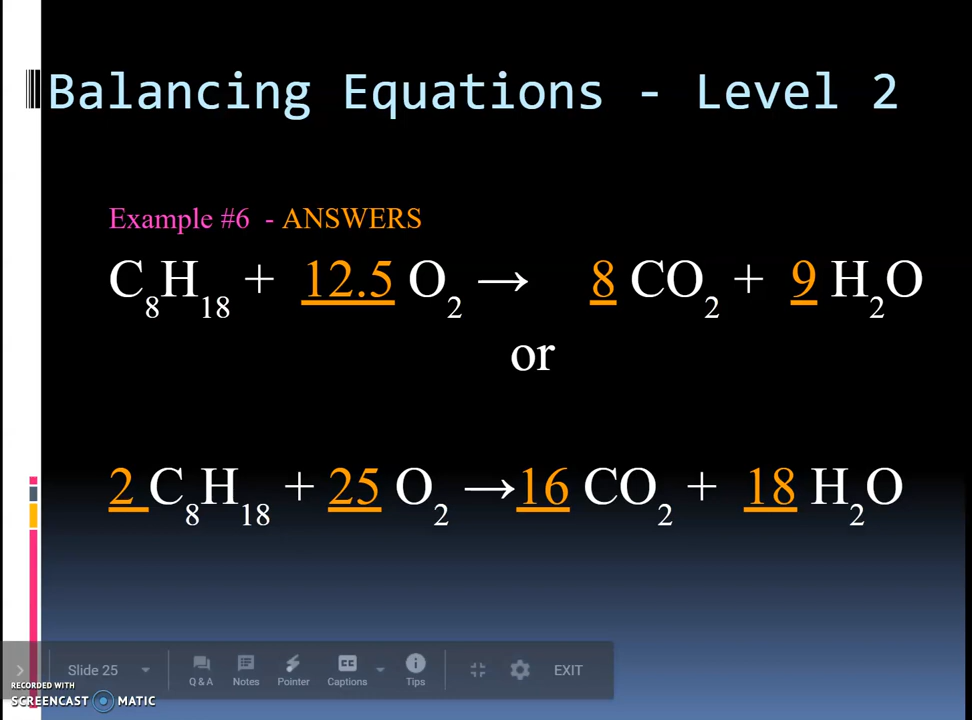 Balancing Equations - Level 2
Example #6 - ANSWERS
C₈H₁₈ + 12.5 O₂ → 8 CO₂ + 9 H₂O
or
2 C₈H₁₈ + 25 O₂ →16 CO₂ + 18 H₂O
Slide 25
Q & A
Notes
Pointer
CC
Captions
Tips
EXIT
RECORDED WITH
SCREENCAST MATIC